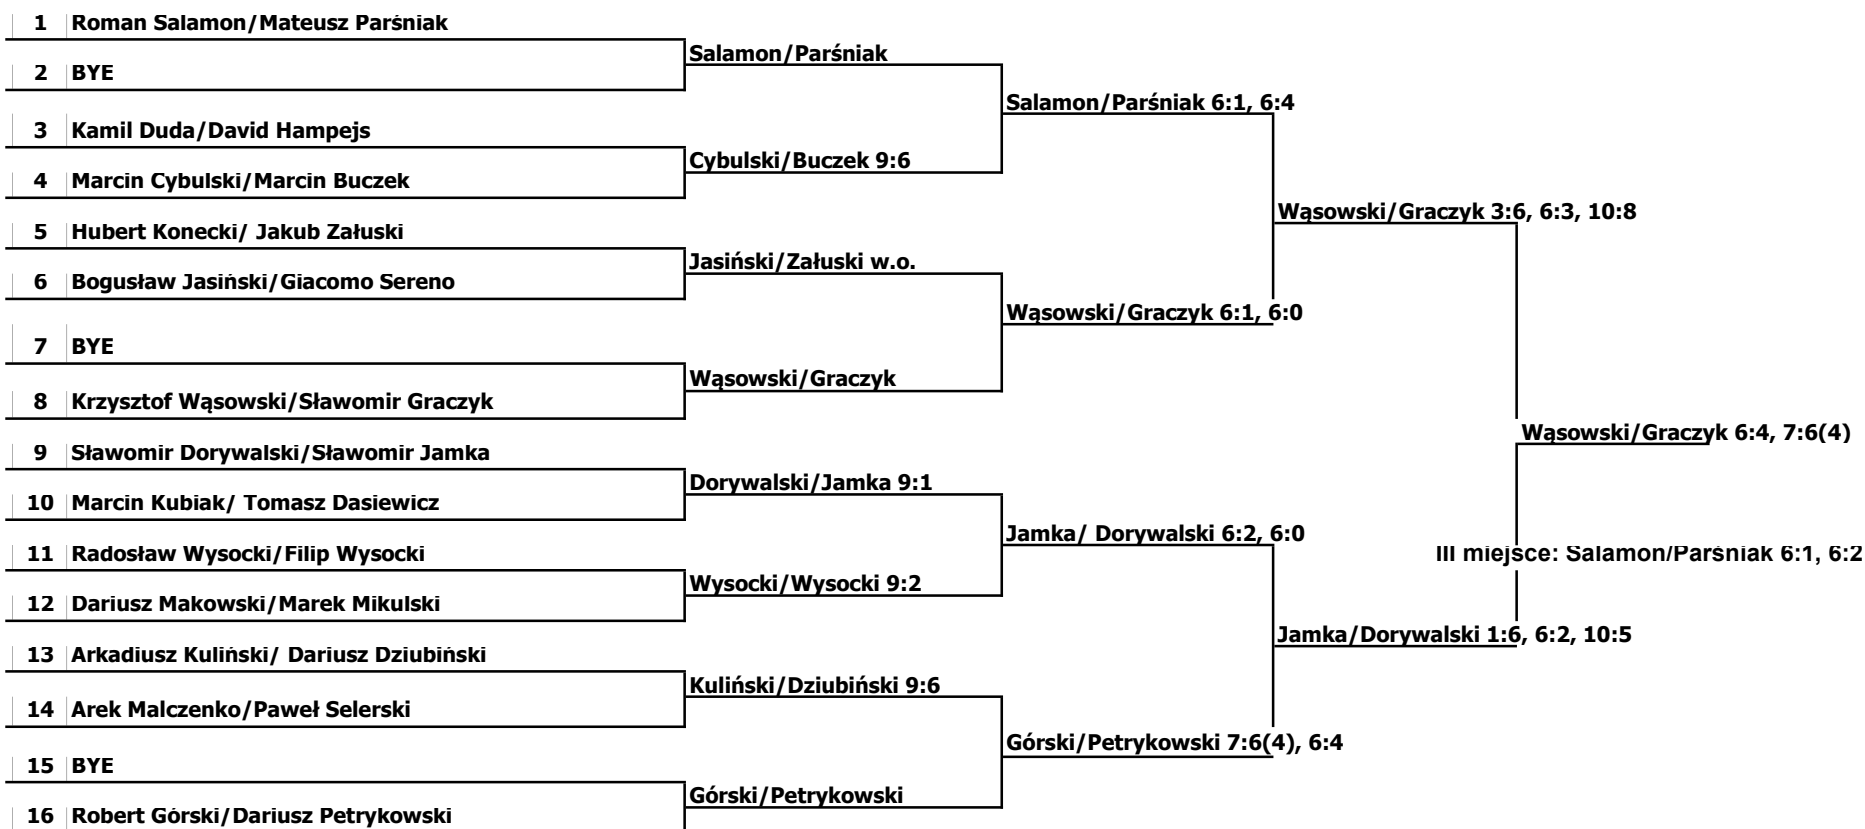 1 Roman Salamon/Mateusz Parśniak
2 BYE
3 Kamil Duda/David Hampejs
4 Marcin Cybulski/Marcin Buczek
5 Hubert Konecki/ Jakub Załuski
6 Bogusław Jasiński/Giacomo Sereno
7 BYE
8 Krzysztof Wąsowski/Sławomir Graczyk
9 Sławomir Dorywalski/Sławomir Jamka
10 Marcin Kubiak/ Tomasz Dasiewicz
11 Radosław Wysocki/Filip Wysocki
12 Dariusz Makowski/Marek Mikulski
13 Arkadiusz Kuliński/ Dariusz Dziubiński
14 Arek Malczenko/Paweł Selerski
15 BYE
16 Robert Górski/Dariusz Petrykowski
Salamon/Parśniak
Cybulski/Buczek 9:6
Jasiński/Załuski w.o.
Wąsowski/Graczyk
Dorywalski/Jamka 9:1
Wysocki/Wysocki 9:2
Kuliński/Dziubiński 9:6
Górski/Petrykowski
Salamon/Parśniak 6:1, 6:4
Wąsowski/Graczyk 6:1, 6:0
Jamka/ Dorywalski 6:2, 6:0
Górski/Petrykowski 7:6(4), 6:4
Wąsowski/Graczyk 3:6, 6:3, 10:8
Jamka/Dorywalski 1:6, 6:2, 10:5
Wąsowski/Graczyk 6:4, 7:6(4)
III miejsce: Salamon/Parśniak 6:1, 6:2